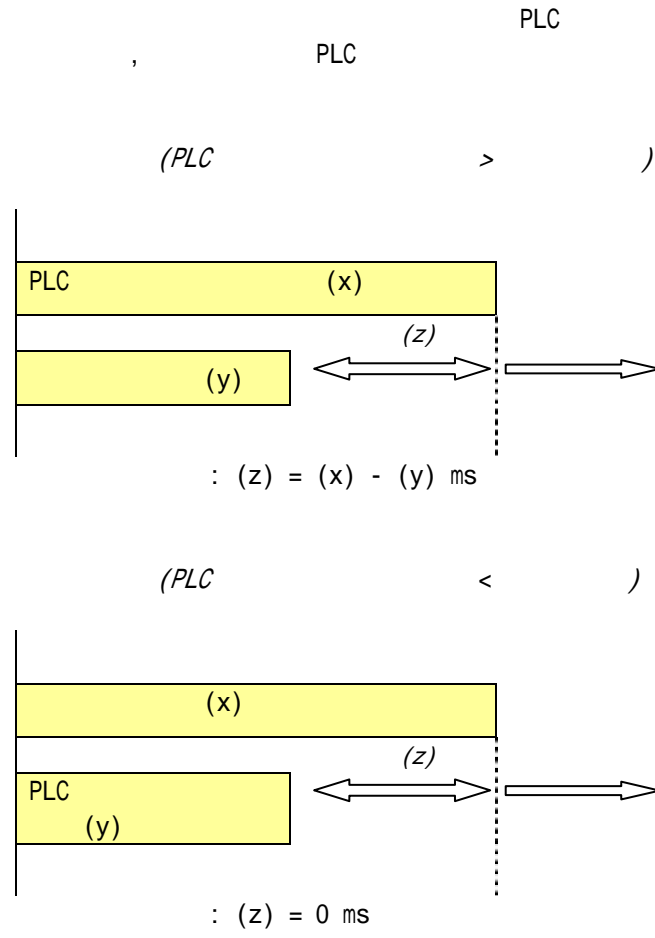 PLC
, PLC
(PLC > )
PLC (x)
(z)
(y)
: (z) = (x) - (y) ms
(PLC < )
(x)
(z)
PLC
(y)
: (z) = 0 ms